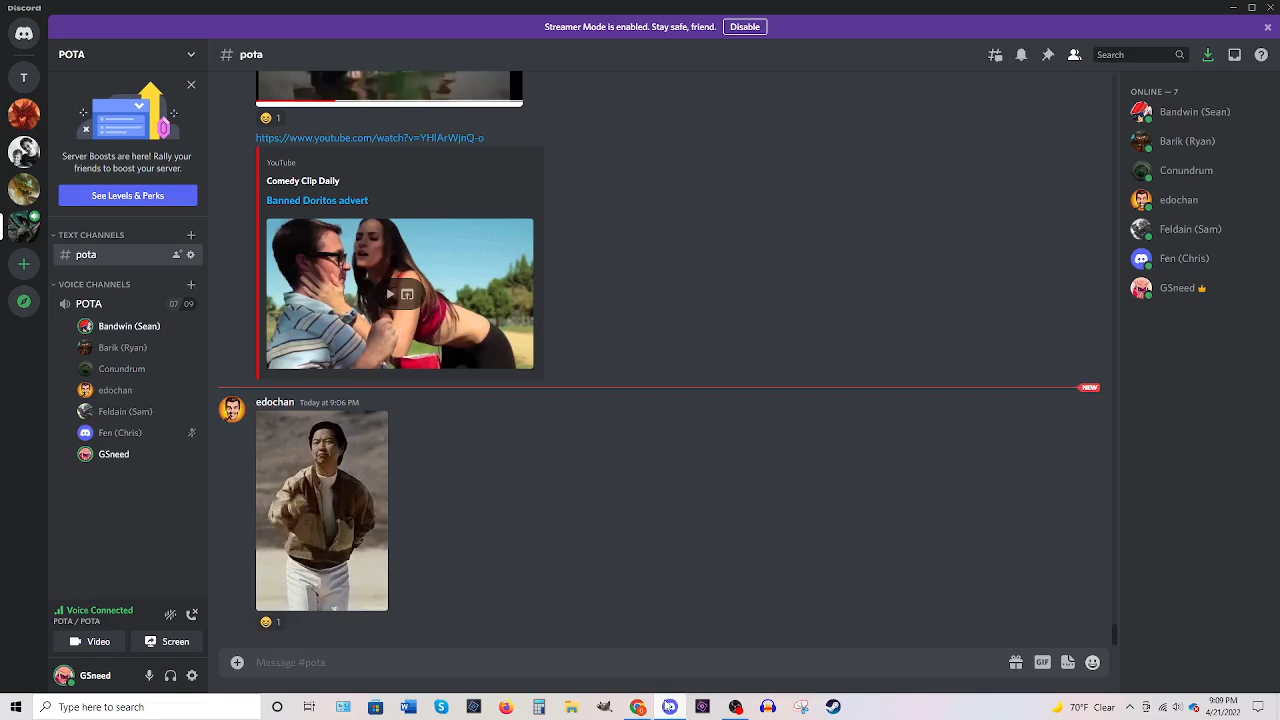 Discord
Streamer Mode is enabled. Stay safe, friend.
Disable
POTA
# pota
Search
Server Boosts are here! Rally your
friends to boost your server.
See Levels & Perks
TEXT CHANNELS
# pota
VOICE CHANNELS
POTA
07 09
Bandwin (Sean)
Barik (Ryan)
Conundrum
edochan
Feldain (Sam)
Fen (Chris)
GSneed
Voice Connected
POTA / POTA
Video
Screen
GSneed
T
1
https://www.youtube.com/watch?v=YHlArWjnQ-o
YouTube
Comedy Clip Daily
Banned Doritos advert
NEW
edochan Today at 9:06 PM
1
Message #pota
GIF
ONLINE — 7
Bandwin (Sean)
Barik (Ryan)
Conundrum
edochan
Feldain (Sam)
Fen (Chris)
GSneed
Type here to search
70°F Clear
9:09 PM
4/21/2022